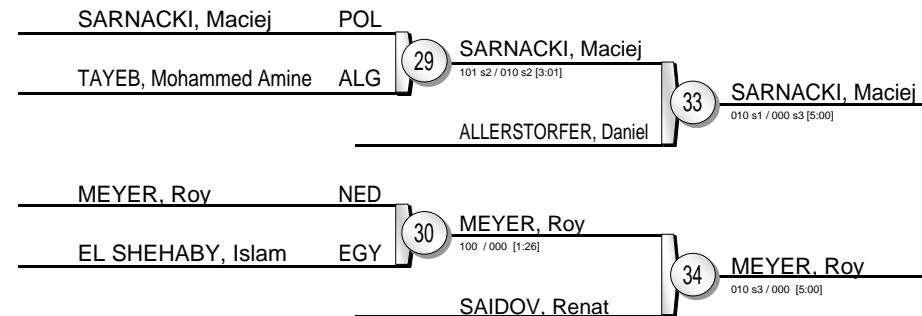 SARNACKI, Maciej POL
TAYEB, Mohammed Amine ALG
29
SARNACKI, Maciej
101 s2 / 010 s2 [3:01]
ALLERSTORFER, Daniel
33
SARNACKI, Maciej
010 s1 / 000 s3 [5:00]
MEYER, Roy NED
EL SHEHABY, Islam EGY
30
MEYER, Roy
100 / 000 [1:26]
SAIDOV, Renat
34
MEYER, Roy
010 s3 / 000 [5:00]